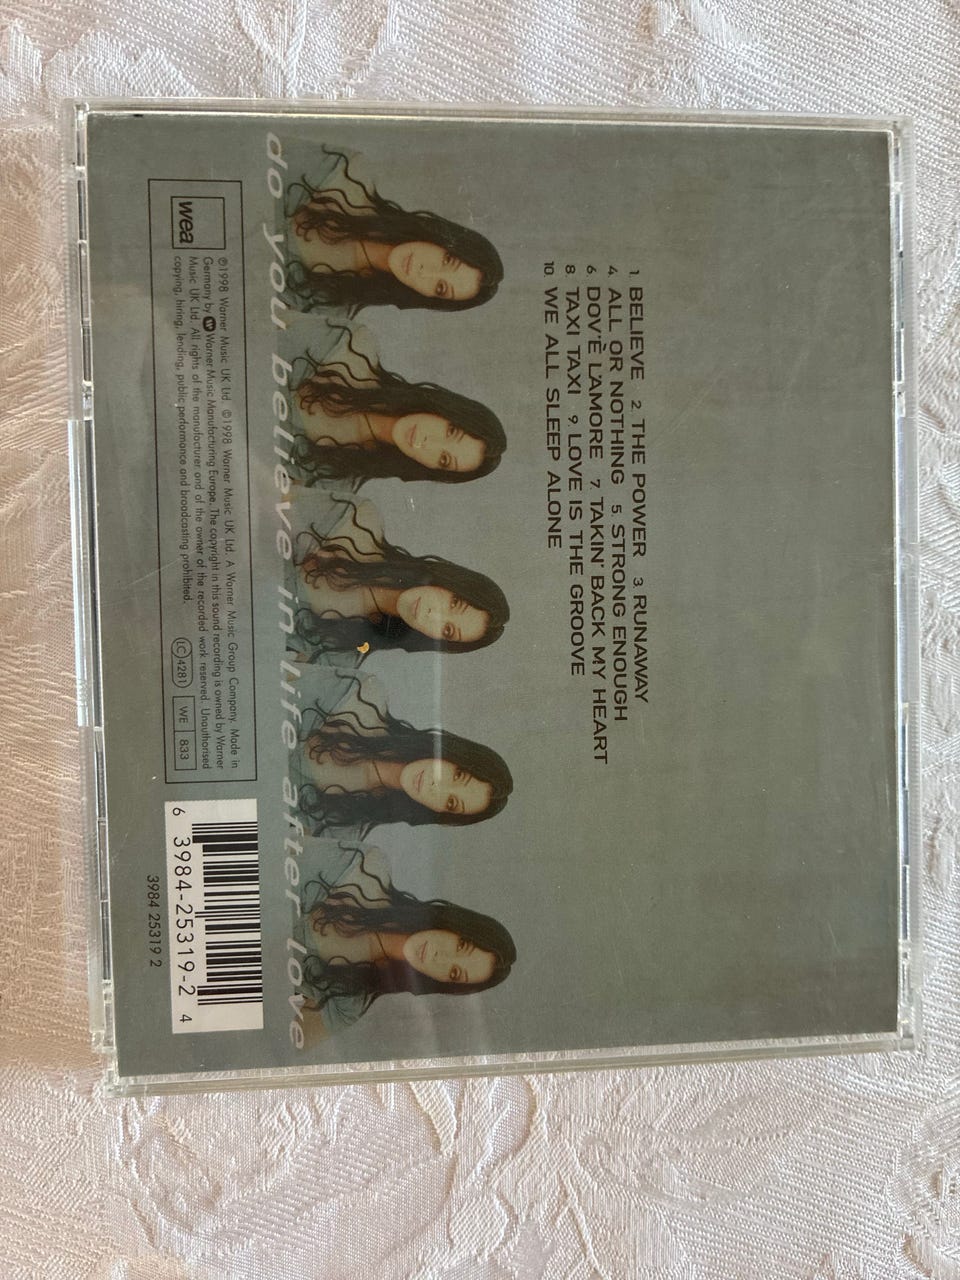 1. BELIEVE 2. THE POWER 3. RUNAWAY
4. ALL OR NOTHING 5. STRONG ENOUGH
6. DOV'È L'AMORE 7. TAKIN' BACK MY HEART
8. TAXI TAXI 9. LOVE IS THE GROOVE
10. WE ALL SLEEP ALONE
do you believe in life after love
wea
℗1998 Warner Music UK Ltd. ©1998 Warner Music UK Ltd. A Warner Music Group Company. Made in
Germany by Warner Music Manufacturing Europe. The copyright in this sound recording is owned by Warner
Music UK Ltd. All rights of the manufacturer and of the owner of the recorded work reserved. Unauthorised
copying, hiring, lending, public performance and broadcasting prohibited.
LC 4281
WE 833
6 3984-25319-2 4
3984 25319 2